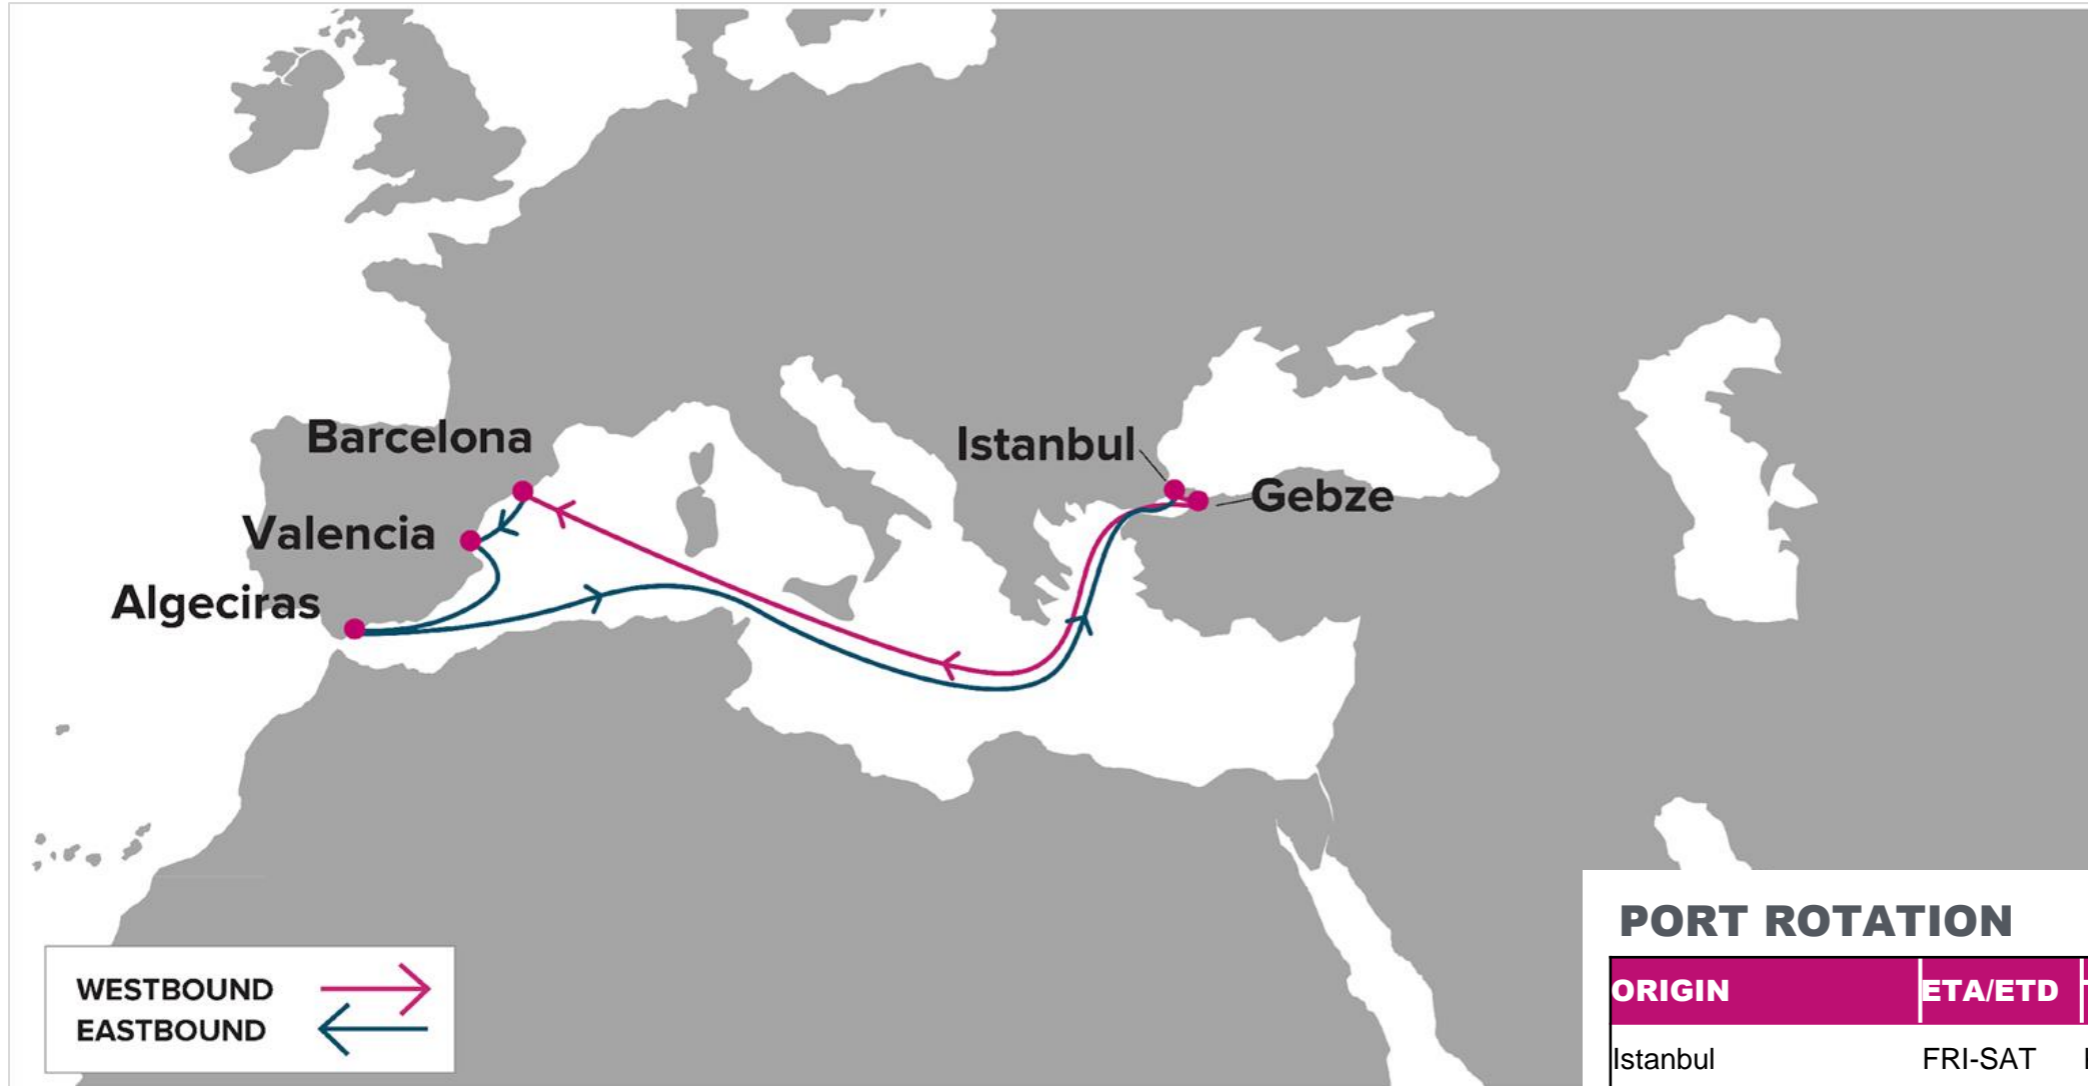 Barcelona
Istanbul
Gebze
Valencia
Algeciras
WESTBOUND
EASTBOUND
PORT ROTATION
ORIGIN ETA/ETD
Istanbul FRI-SAT